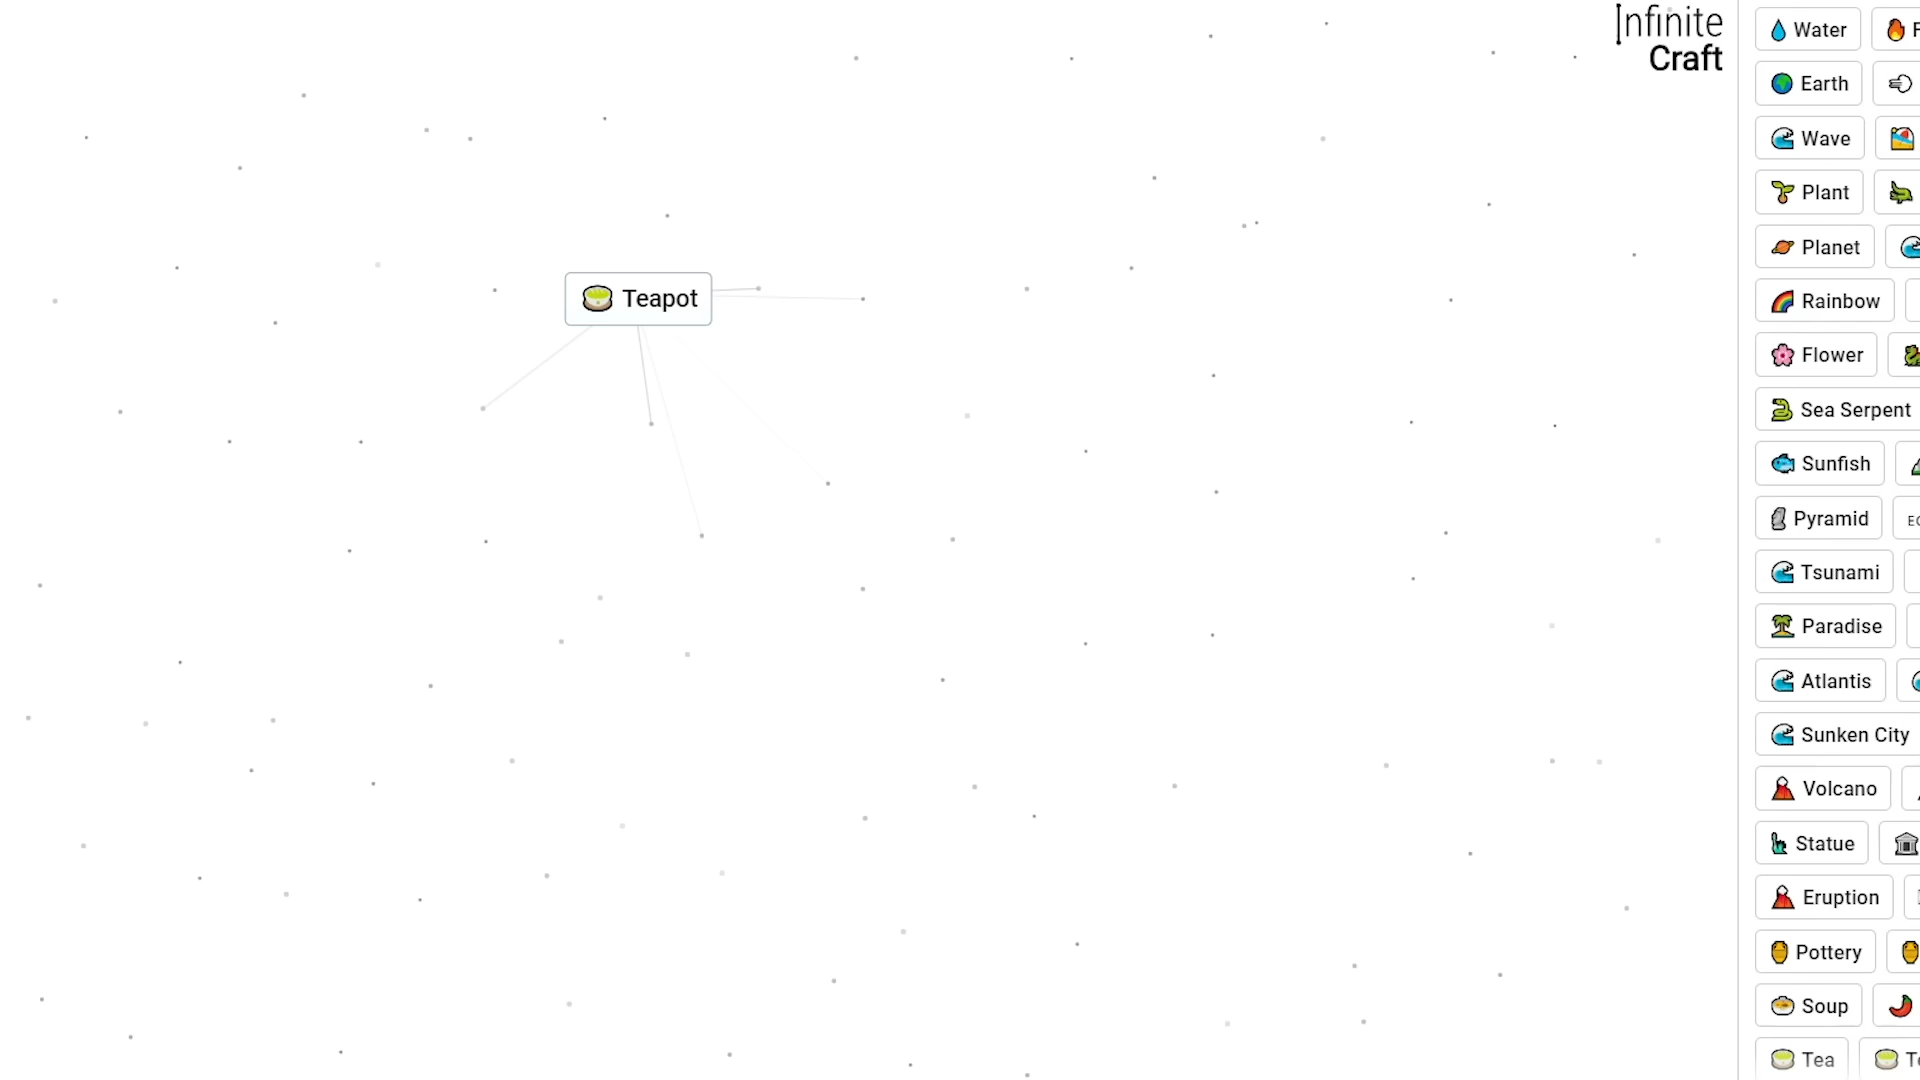 Infinite
Craft
Water
Earth
Wave
Plant
Planet
Rainbow
Flower
Sea Serpent
Sunfish
Pyramid
Tsunami
Paradise
Atlantis
Sunken City
Volcano
Statue
Eruption
Pottery
Soup
Tea
Teapot